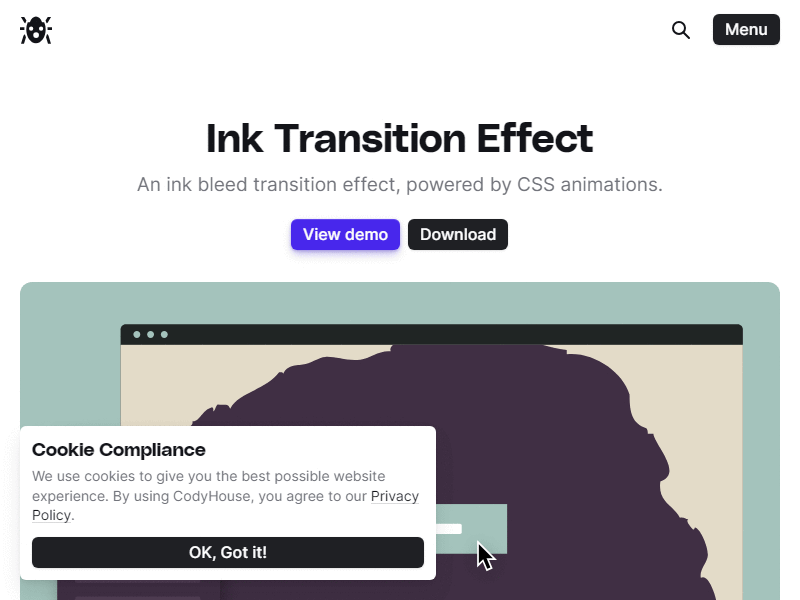 Menu
Ink Transition Effect
An ink bleed transition effect, powered by CSS animations.
View demo
Download
Cookie Compliance
We use cookies to give you the best possible website
experience. By using CodyHouse, you agree to our Privacy
Policy.
OK, Got it!